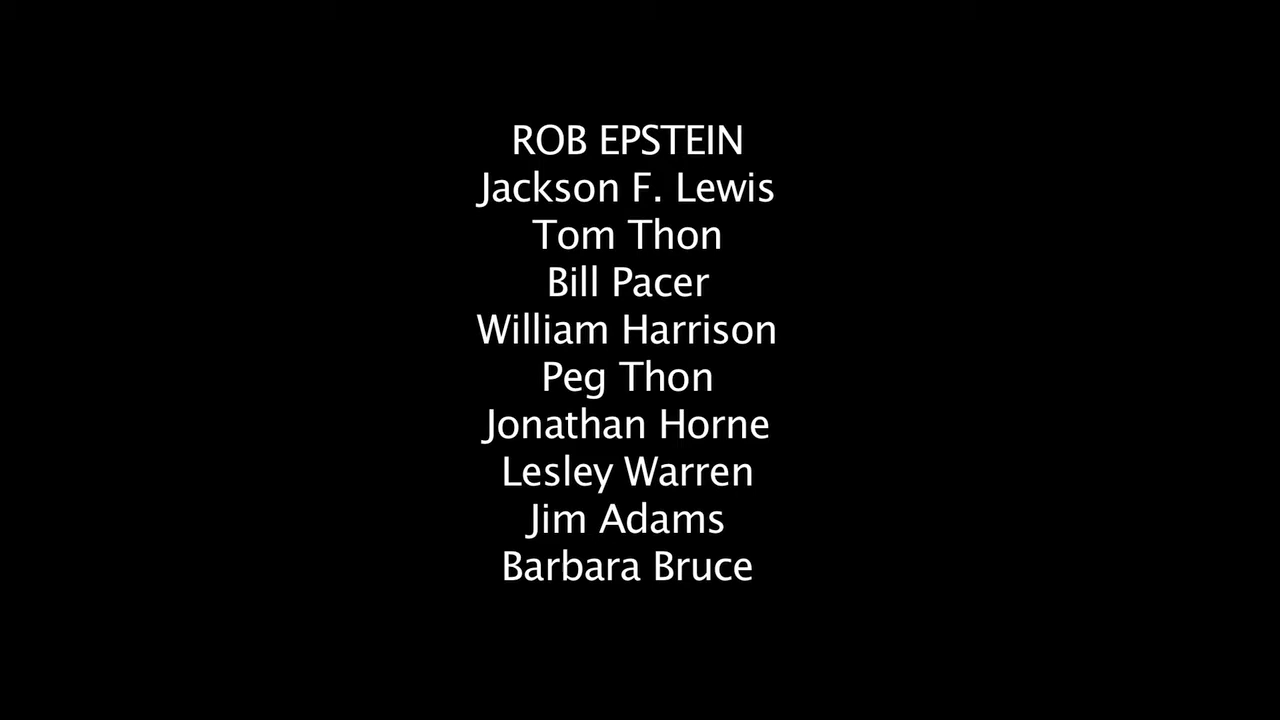 ROB EPSTEIN
Jackson F. Lewis
Tom Thon
Bill Pacer
William Harrison
Peg Thon
Jonathan Horne
Lesley Warren
Jim Adams
Barbara Bruce